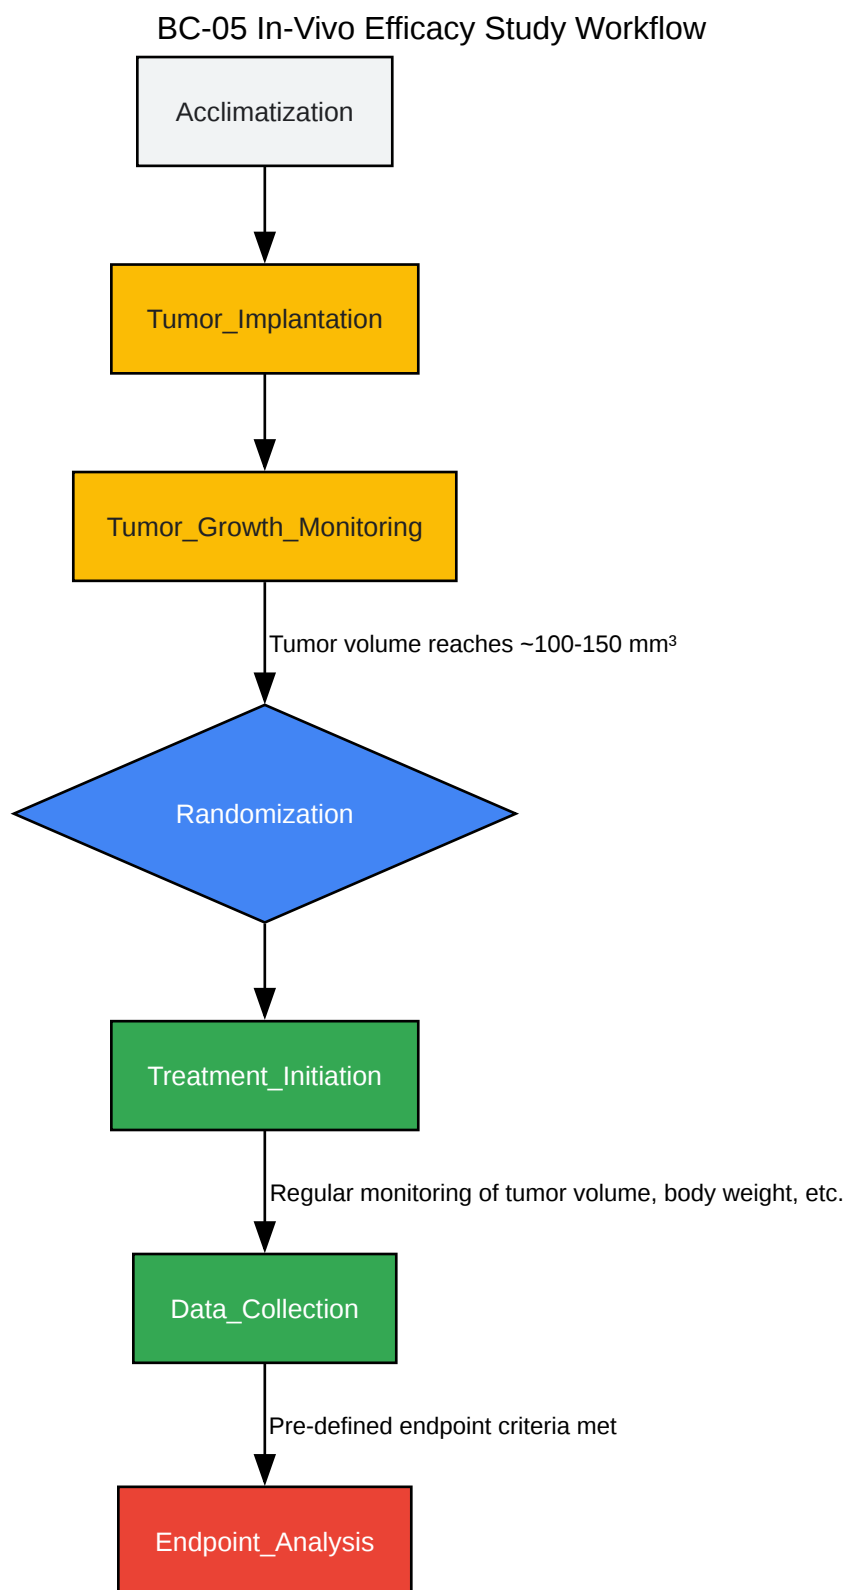 BC-05 In-Vivo Efficacy Study Workflow
Acclimatization
Tumor_Implantation
Tumor_Growth_Monitoring
Tumor volume reaches ~100-150 mm³
Randomization
Treatment_Initiation
Regular monitoring of tumor volume, body weight, etc.
Data_Collection
Pre-defined endpoint criteria met
Endpoint_Analysis